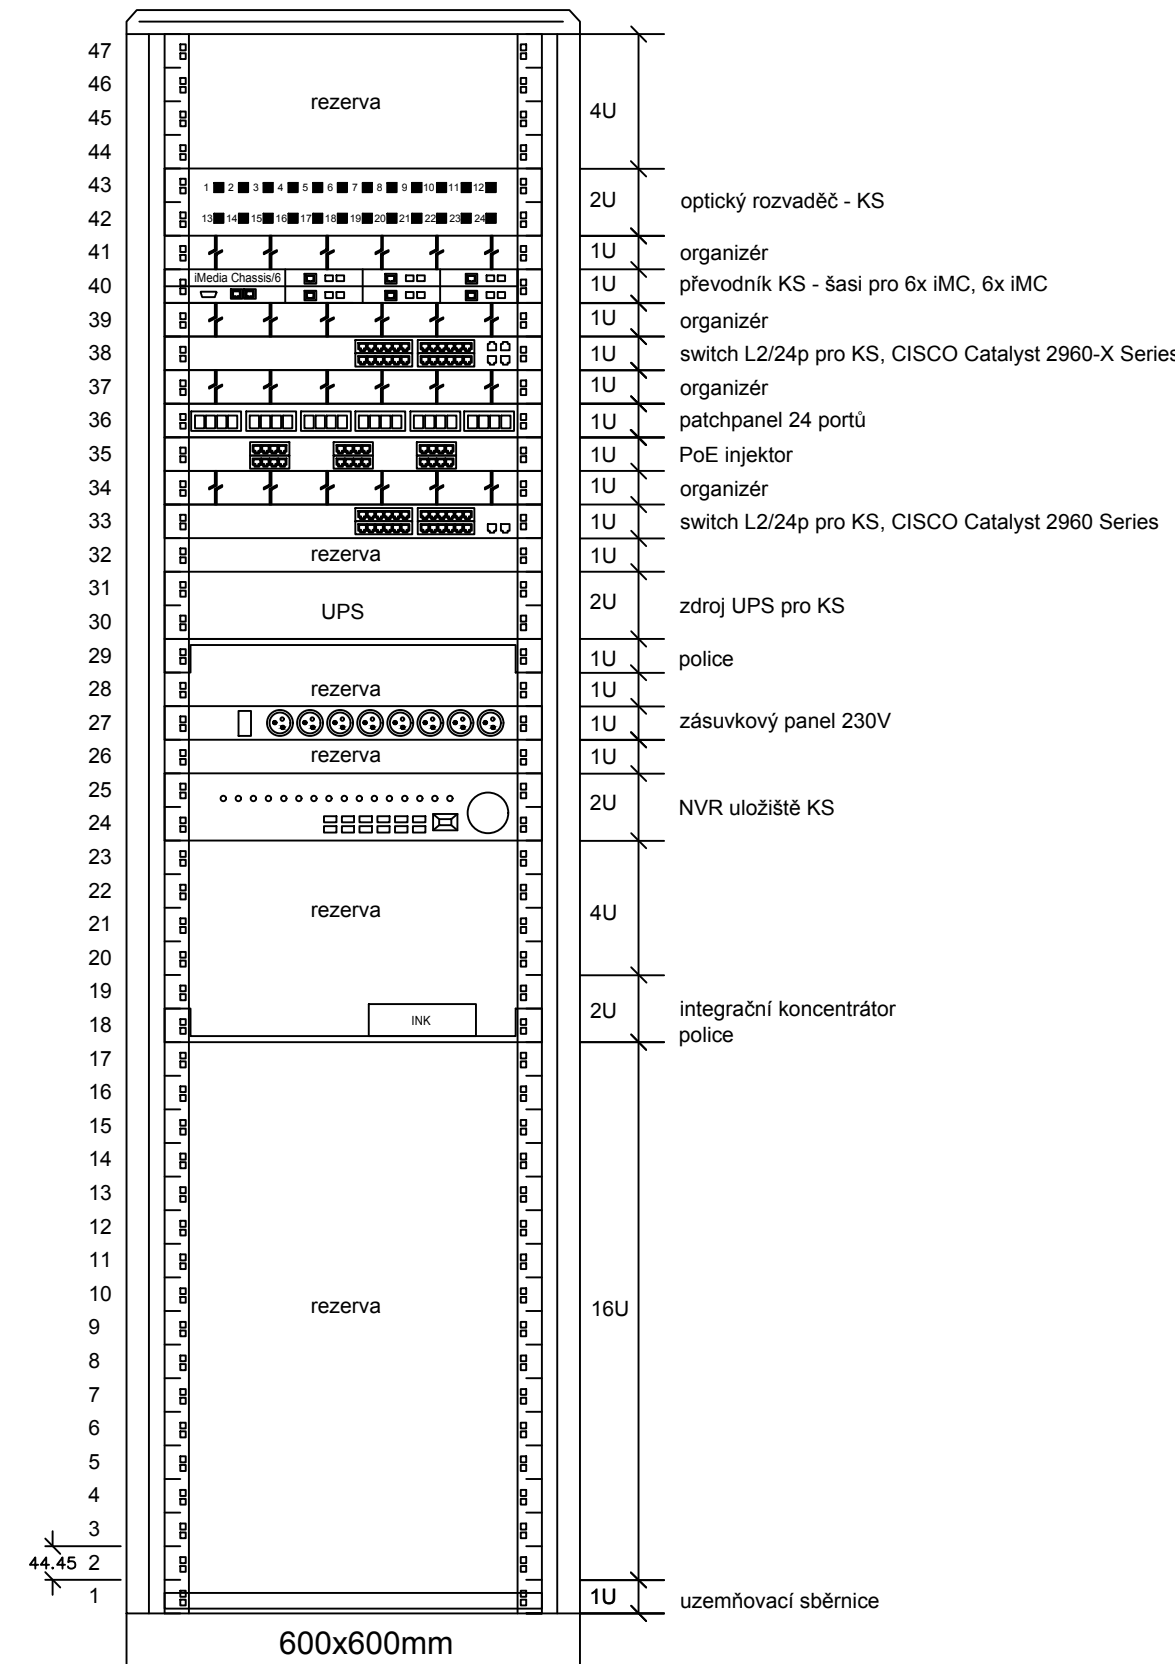 47
46
rezerva
45
4U
44
43
1 2 3 4 5 6 7 8 9 10 11 12
2U
optický rozvaděč - KS
42
13 14 15 16 17 18 19 20 21 22 23 24
41
1U
organizér
40
iMedia Chassis/6
1U
převodník KS - šasi pro 6x iMC, 6x iMC
39
1U
organizér
38
1U
switch L2/24p pro KS, CISCO Catalyst 2960-X Series
37
1U
organizér
36
1U
patchpanel 24 portů
35
1U
PoE injektor
34
1U
organizér
33
1U
switch L2/24p pro KS, CISCO Catalyst 2960 Series
32
rezerva
1U
31
UPS
2U
zdroj UPS pro KS
30
29
1U
police
28
rezerva
1U
27
1U
zásuvkový panel 230V
26
rezerva
1U
25
2U
NVR uložiště KS
24
23
22
rezerva
4U
21
20
19
2U
integrační koncentrátor
18
INK
police
17
16
15
14
13
12
11
10
rezerva
16U
9
8
7
6
5
4
3
44.45 2
1
1U
uzemňovací sběrnice
600x600mm